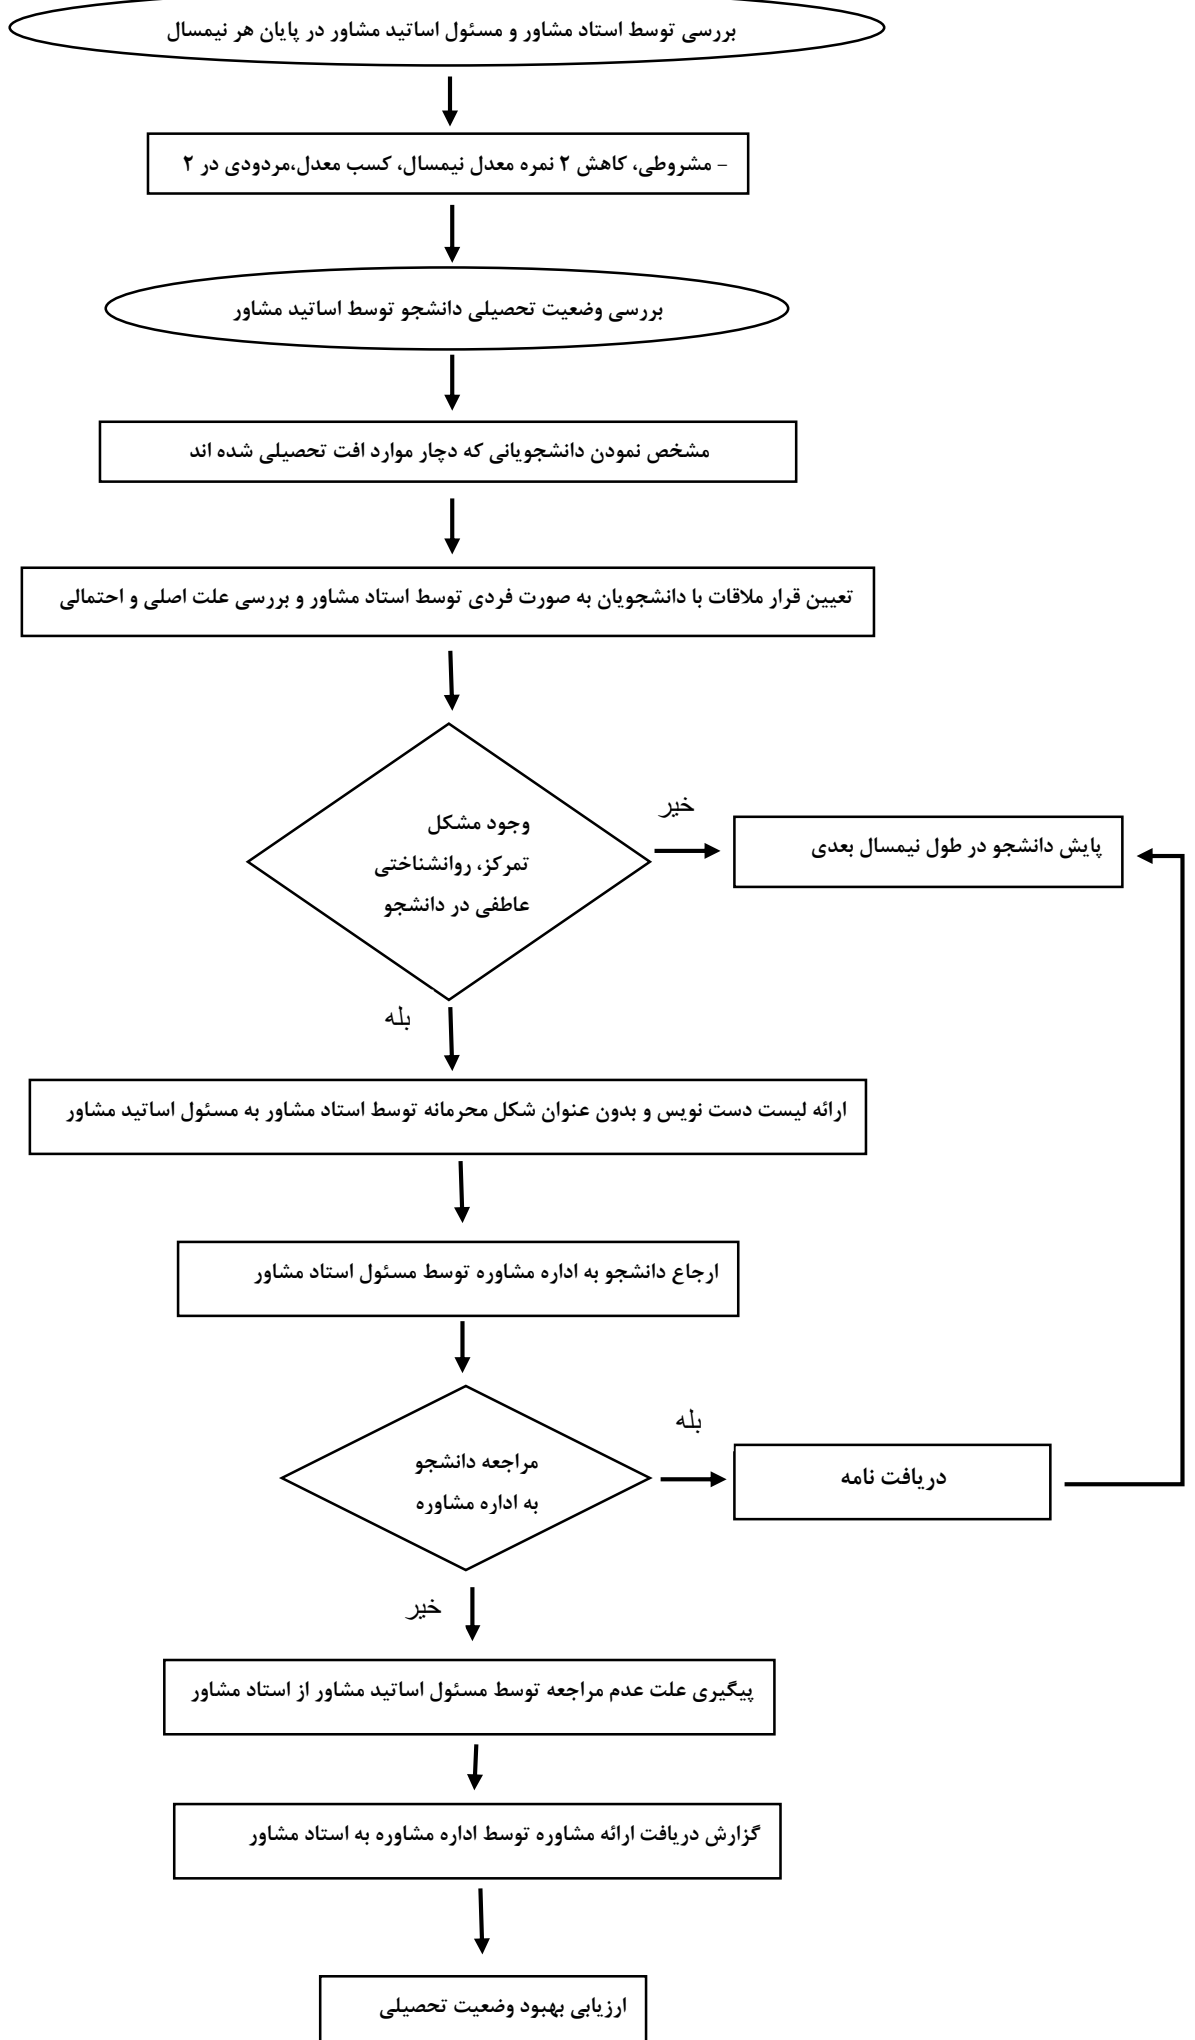 بررسی توسط استاد مشاور و مسئول اساتید مشاور در پایان هر نیمسال
- مشروطی، کاهش ۲ نمره معدل نیمسال، کسب معدل،مردودی در ۲
بررسی وضعیت تحصیلی دانشجو توسط اساتید مشاور
مشخص نمودن دانشجویانی که دچار موارد افت تحصیلی شده اند
تعیین قرار ملاقات با دانشجویان به صورت فردی توسط استاد مشاور و بررسی علت اصلی و احتمالی
وجود مشکل
تمرکز، روانشناختی
عاطفی در دانشجو
خیر
پایش دانشجو در طول نیمسال بعدی
بله
ارائه لیست دست نویس و بدون عنوان شکل محرمانه توسط استاد مشاور به مسئول اساتید مشاور
ارجاع دانشجو به اداره مشاوره توسط مسئول استاد مشاور
مراجعه دانشجو
به اداره مشاوره
بله
دریافت نامه
خیر
پیگیری علت عدم مراجعه توسط مسئول اساتید مشاور از استاد مشاور
گزارش دریافت ارائه مشاوره توسط اداره مشاوره به استاد مشاور
ارزیابی بهبود وضعیت تحصیلی